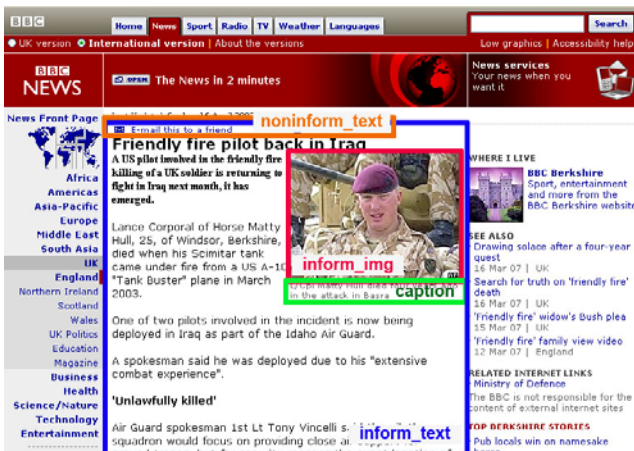 BBC
Home News Sport Radio TV Weather Languages
Search
UK version International version | About the versions
Low graphics | Accessibility help
BBC
NEWS
OPEN The News in 2 minutes
News services
Your news when you
want it
News Front Page
Africa
Americas
Asia-Pacific
Europe
Middle East
South Asia
UK
England
Northern Ireland
Scotland
Wales
UK Politics
Education
Magazine
Business
Health
Science/Nature
Technology
Entertainment
noninform_text
E-mail this to a friend
Friendly fire pilot back in Iraq
A US pilot involved in the friendly fire
killing of a UK soldier is returning to
fight in Iraq next month, it has
emerged.
Lance Corporal of Horse Matty
Hull, 25, of Windsor, Berkshire,
died when his Scimitar tank
came under fire from a US A-10
"Tank Buster" plane in March
2003.
inform_img
L/Cpl Matty Hull died four years ago
in the attack in Basra
caption
One of two pilots involved in the incident is now being
deployed in Iraq as part of the Idaho Air Guard.
A spokesman said he was deployed due to his "extensive
combat experience".
'Unlawfully killed'
Air Guard spokesman 1st Lt Tony Vincelli
squadron would focus on providing close
inform_text
WHERE I LIVE
BBC Berkshire
Sport, entertainment
and more from the
BBC Berkshire website
SEE ALSO
Drawing solace after a four-year
quest
16 Mar 07 | UK
Search for truth on 'friendly fire'
death
16 Mar 07 | UK
'Friendly fire' widow's Bush plea
15 Mar 07 | UK
'Friendly fire' family view video
12 Mar 07 | England
RELATED INTERNET LINKS
Ministry of Defence
The BBC is not responsible for the
content of external internet sites
TOP BERKSHIRE STORIES
Pub locals win on namesake